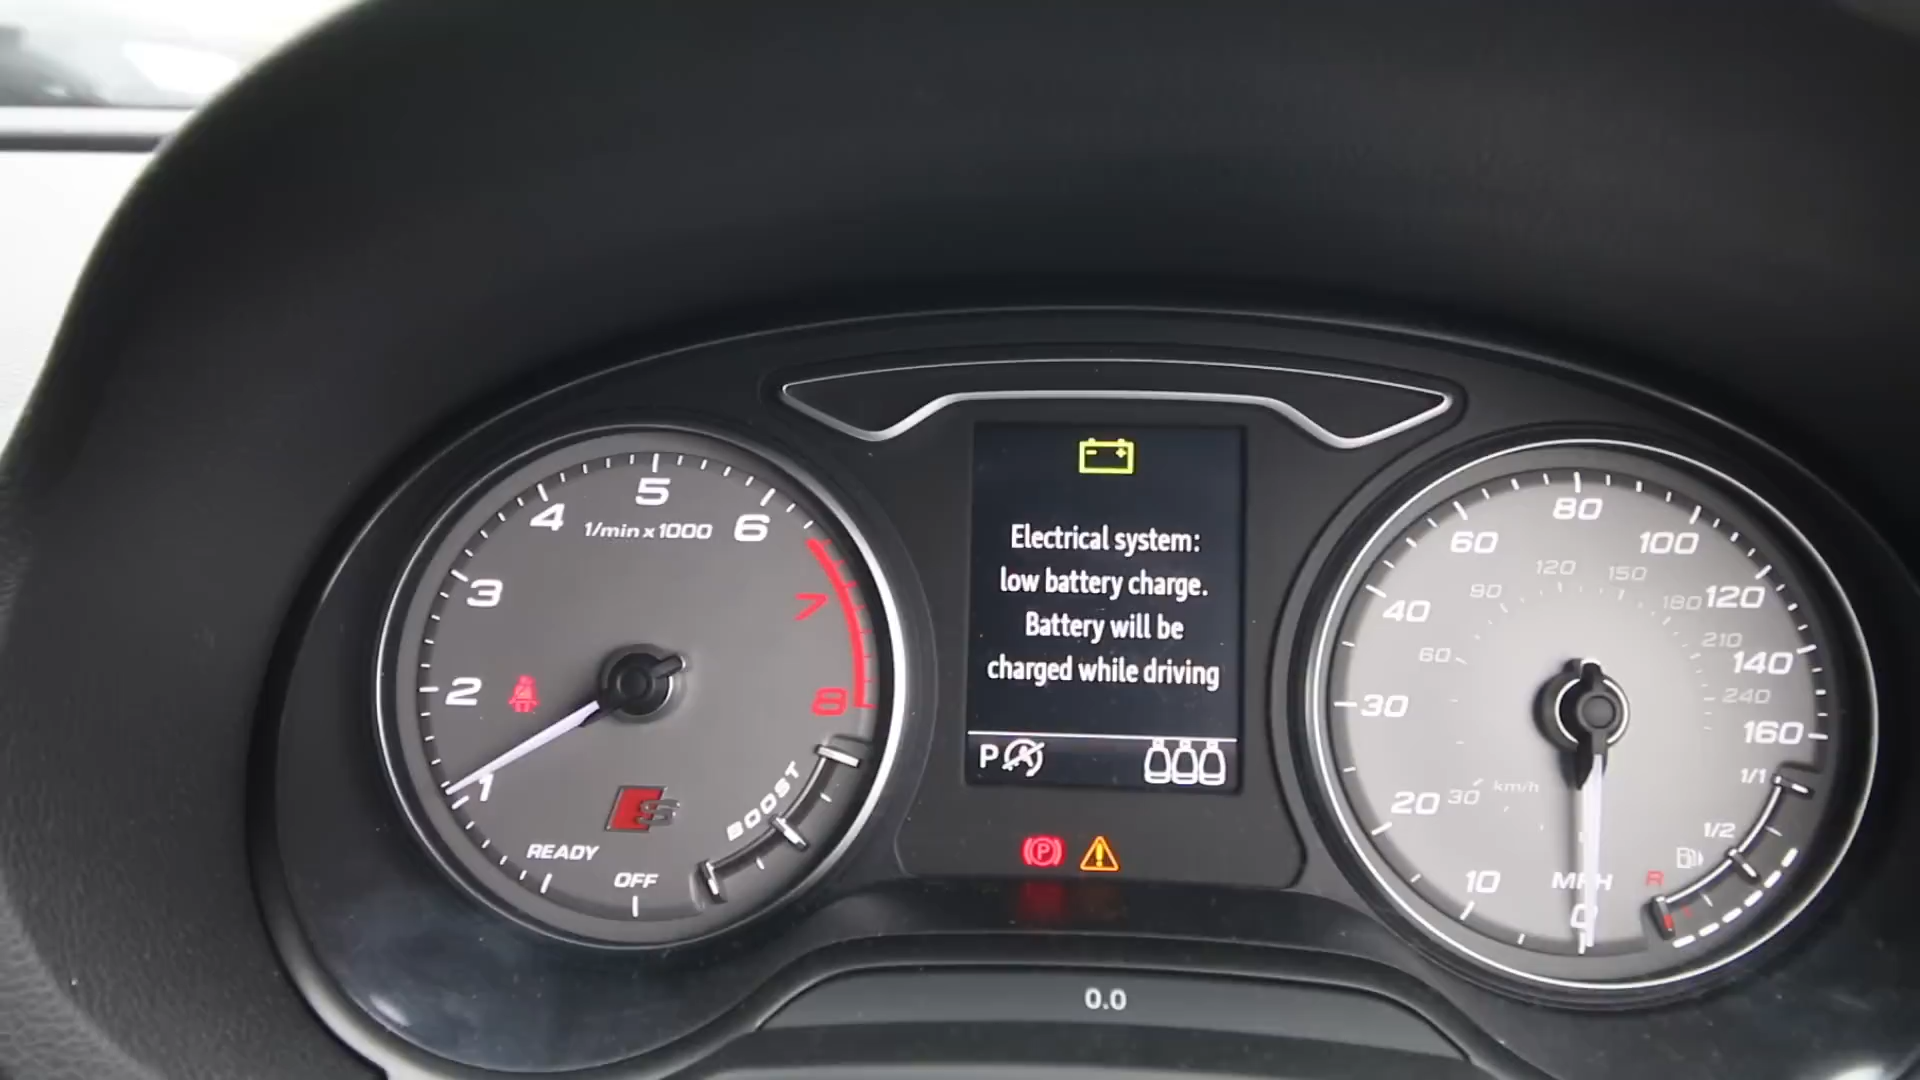 Electrical system:
low battery charge.
Battery will be
charged while driving
P
1
2
3
4
5
6
7
8
1/min x 1000
READY
OFF
BOOST
S
P
0.0
0
10
20
30
40
60
80
100
120
140
160
MPH
30
60
90
120
150
180
210
240
km/h
1/1
1/2
R